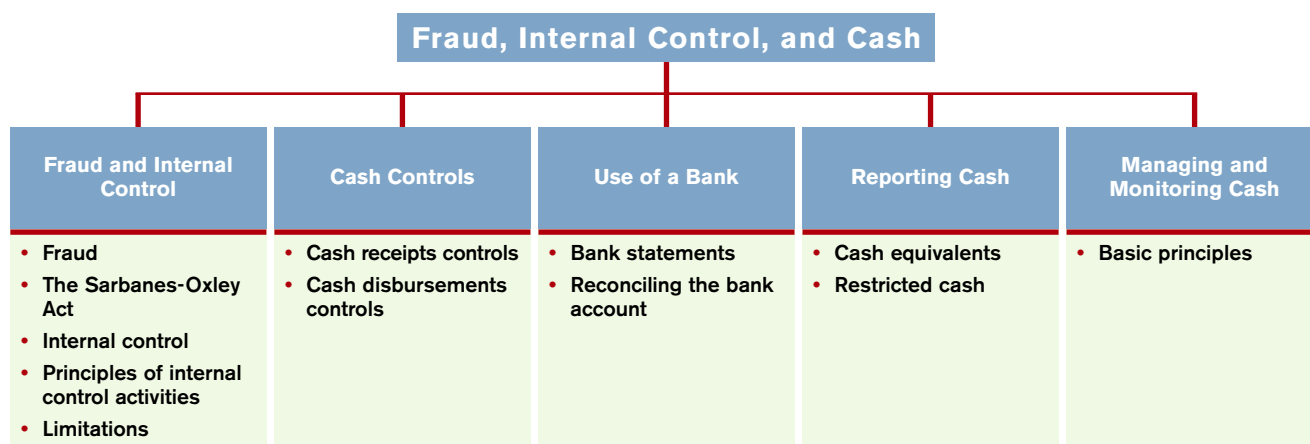 Fraud, Internal Control, and Cash
Fraud and Internal
Control
• Fraud
• The Sarbanes-Oxley
Act
• Internal control
• Principles of internal
control activities
• Limitations
Cash Controls
• Cash receipts controls
• Cash disbursements
controls
Use of a Bank
• Bank statements
• Reconciling the bank
account
Reporting Cash
• Cash equivalents
• Restricted cash
Managing and
Monitoring Cash
• Basic principles